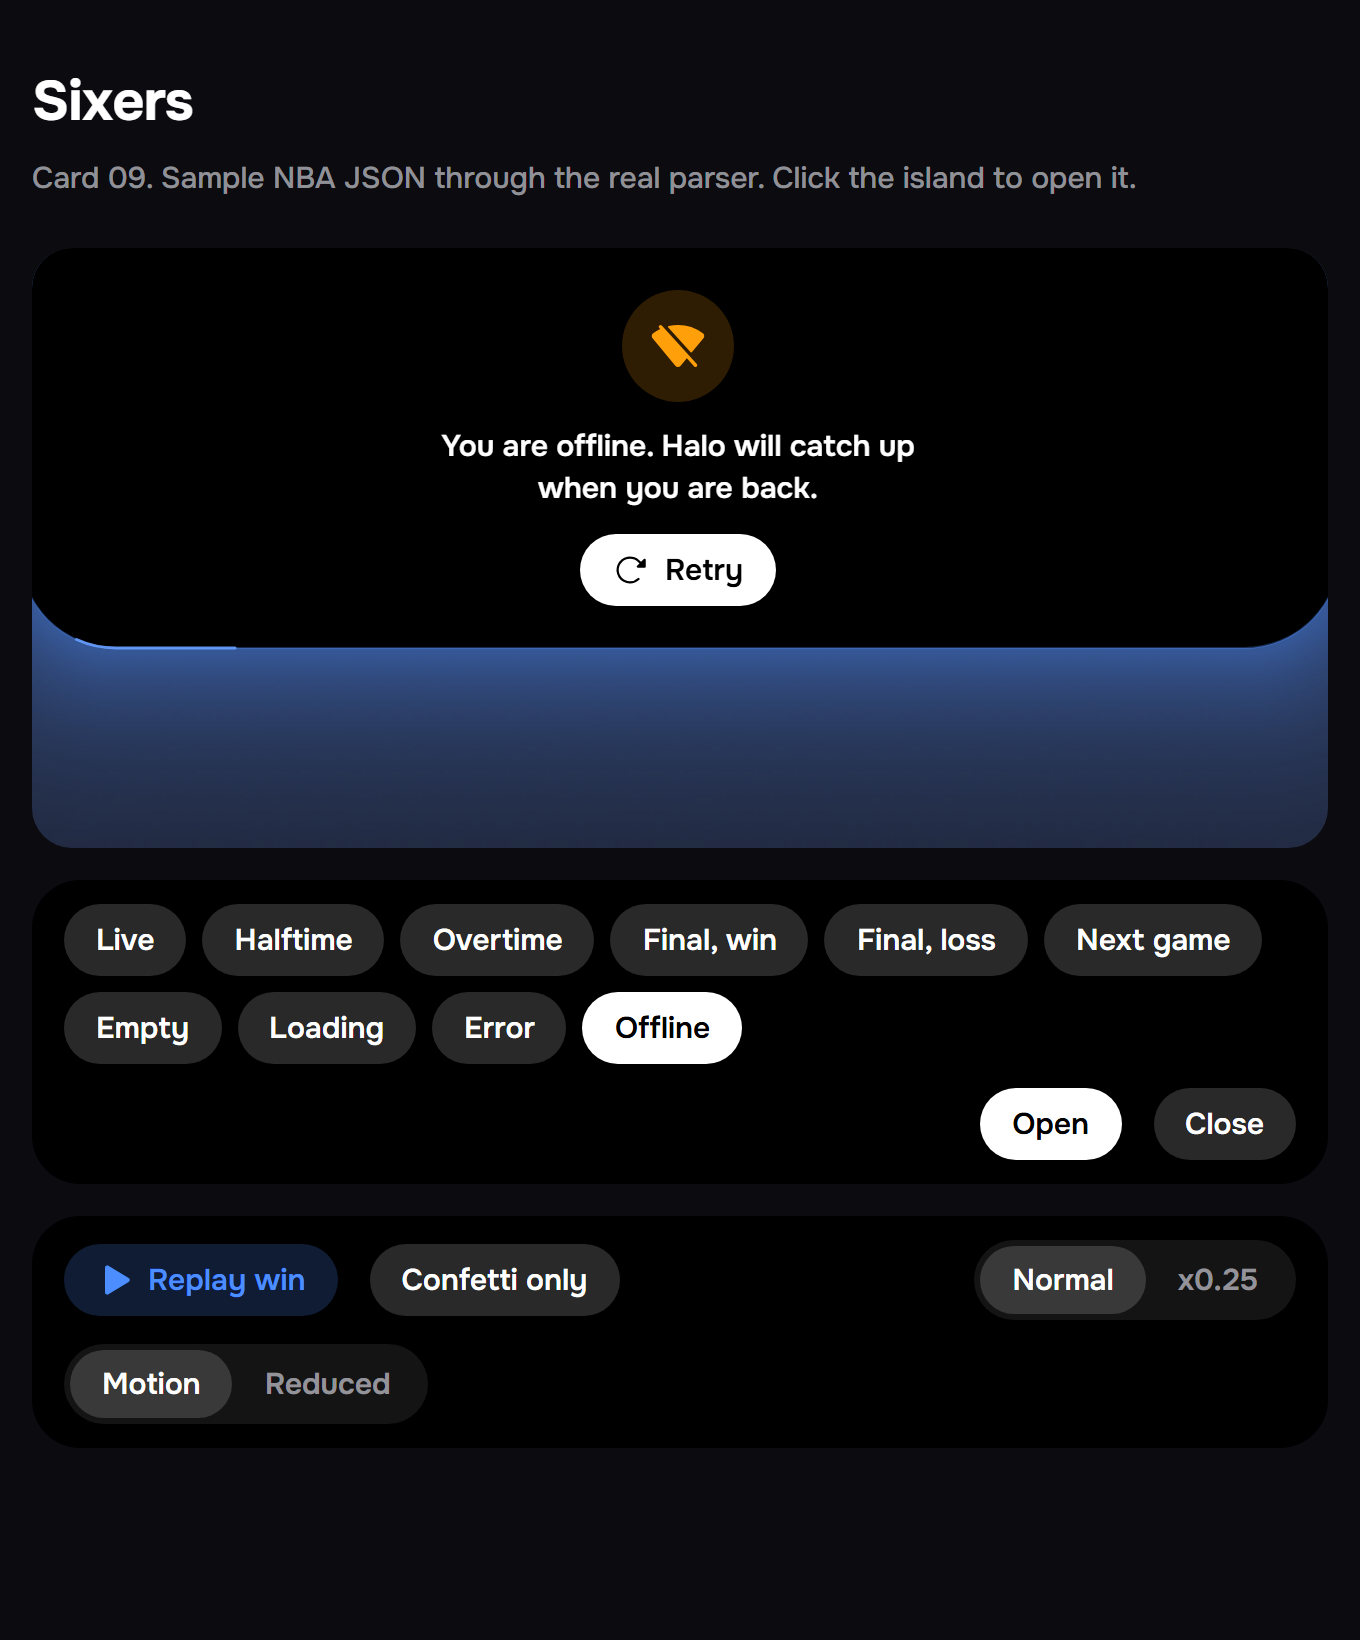 Sixers
Card 09. Sample NBA JSON through the real parser. Click the island to open it.
You are offline. Halo will catch up
when you are back.
Retry
Live
Halftime
Overtime
Final, win
Final, loss
Next game
Empty
Loading
Error
Offline
Open
Close
Replay win
Confetti only
Normal
x0.25
Motion
Reduced